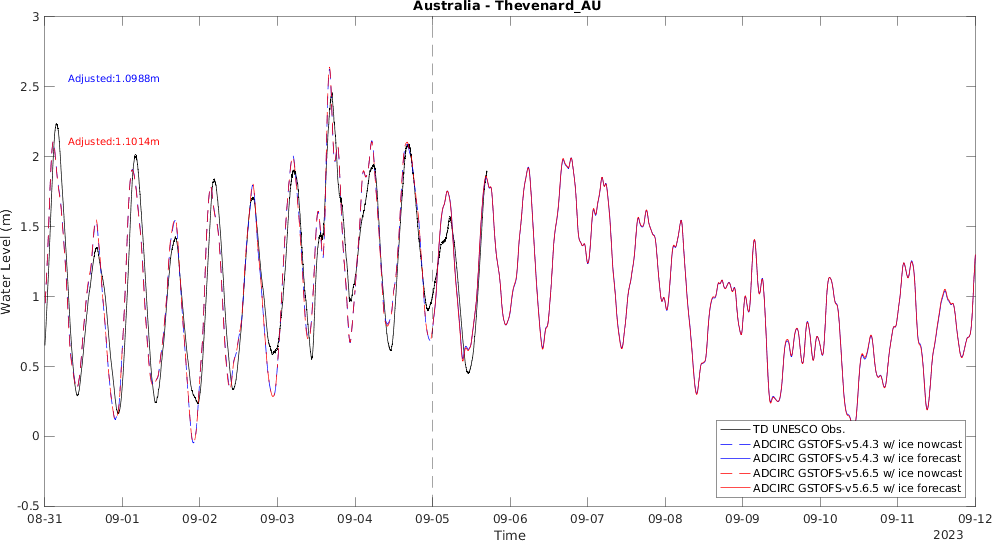 Australia - Thevenard_AU
3
2.5
2
1.5
1
0.5
0
-0.5
Water Level (m)
Adjusted:1.0988m
Adjusted:1.1014m
TD UNESCO Obs.
ADCIRC GSTOFS-v5.4.3 w/ ice nowcast
ADCIRC GSTOFS-v5.4.3 w/ ice forecast
ADCIRC GSTOFS-v5.6.5 w/ ice nowcast
ADCIRC GSTOFS-v5.6.5 w/ ice forecast
08-31 09-01 09-02 09-03 09-04 09-05 09-06 09-07 09-08 09-09 09-10 09-11 09-12
Time
2023